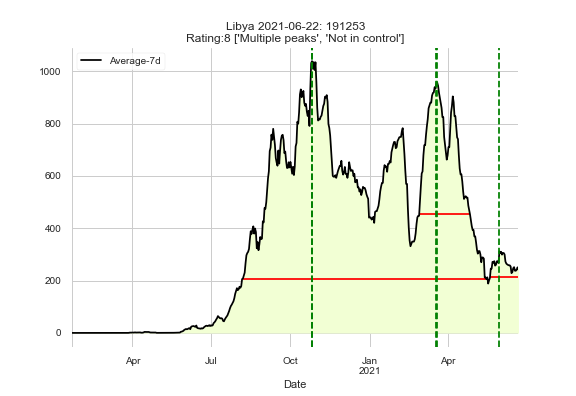 Libya 2021-06-22: 191253
Rating:8 ['Multiple peaks', 'Not in control']
Average-7d
1000
800
600
400
200
0
Apr
Jul
Oct
Jan
2021
Apr
Date